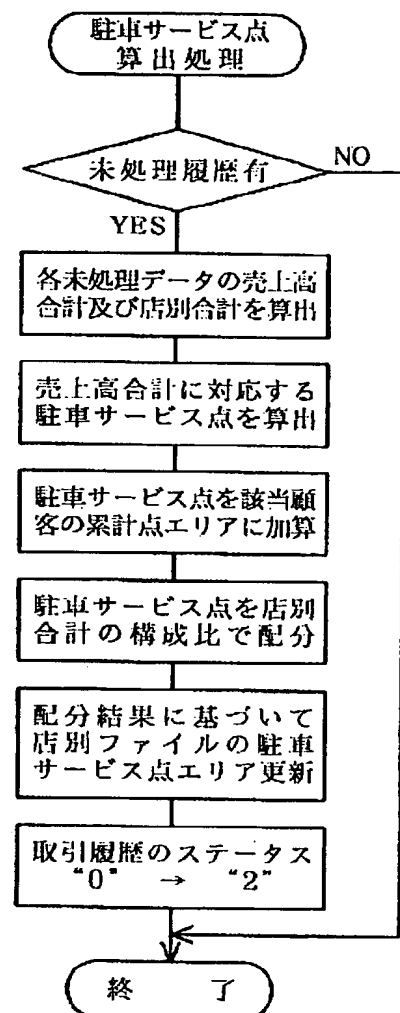 駐車サービス点
算出処理
未処理履歴有
NO
YES
各未処理データの売上高
合計及び店別合計を算出
売上高合計に対応する
駐車サービス点を算出
駐車サービス点を該当顧
客の累計点エリアに加算
駐車サービス点を店別
合計の構成比で配分
配分結果に基づいて
店別ファイルの駐車
サービス点エリア更新
取引履歴のステータス
“0” → “2”
終 了